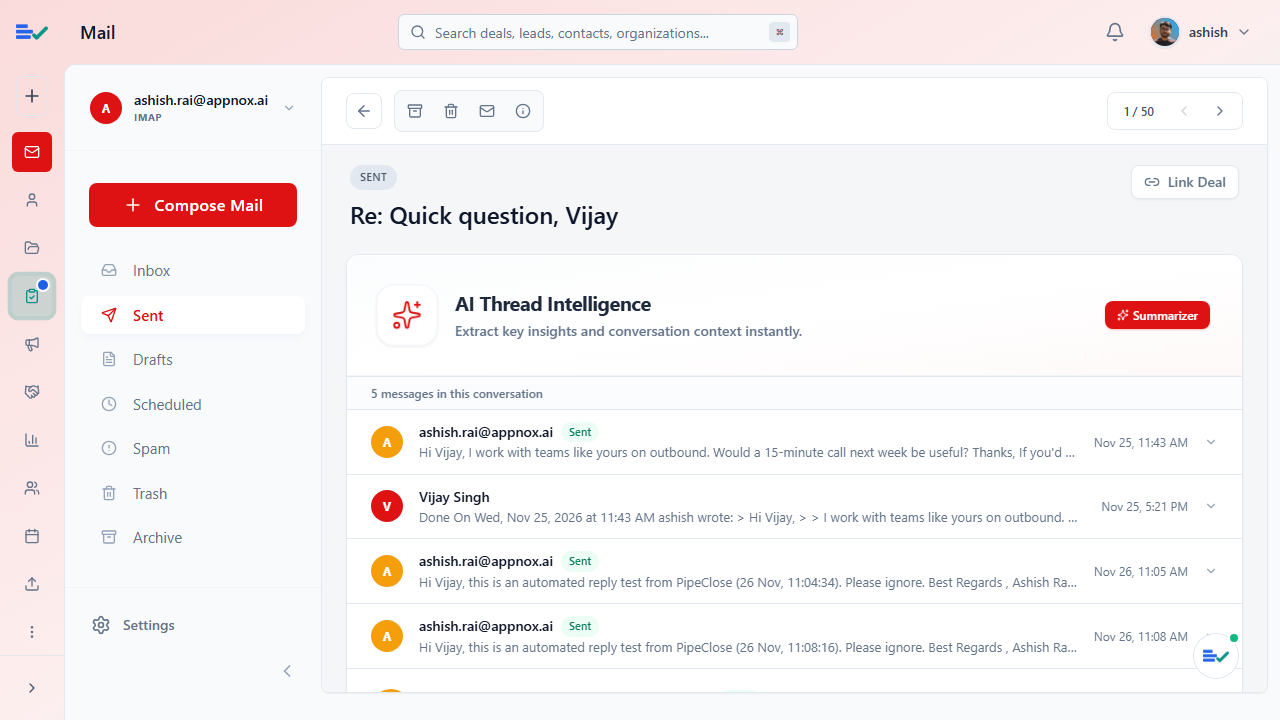 Mail
Search deals, leads, contacts, organizations...
⌘
ashish
A
ashish.rai@appnox.ai
IMAP
Compose Mail
Inbox
Sent
Drafts
Scheduled
Spam
Trash
Archive
Settings
1 / 50
SENT
Link Deal
Re: Quick question, Vijay
AI Thread Intelligence
Extract key insights and conversation context instantly.
Summarizer
5 messages in this conversation
A
ashish.rai@appnox.ai Sent
Hi Vijay, I work with teams like yours on outbound. Would a 15-minute call next week be useful? Thanks, If you'd ...
Nov 25, 11:43 AM
V
Vijay Singh
Done On Wed, Nov 25, 2026 at 11:43 AM ashish wrote: > Hi Vijay, > > I work with teams like yours on outbound. ...
Nov 25, 5:21 PM
A
ashish.rai@appnox.ai Sent
Hi Vijay, this is an automated reply test from PipeClose (26 Nov, 11:04:34). Please ignore. Best Regards , Ashish Ra...
Nov 26, 11:05 AM
A
ashish.rai@appnox.ai Sent
Hi Vijay, this is an automated reply test from PipeClose (26 Nov, 11:08:16). Please ignore. Best Regards , Ashish Ra...
Nov 26, 11:08 AM